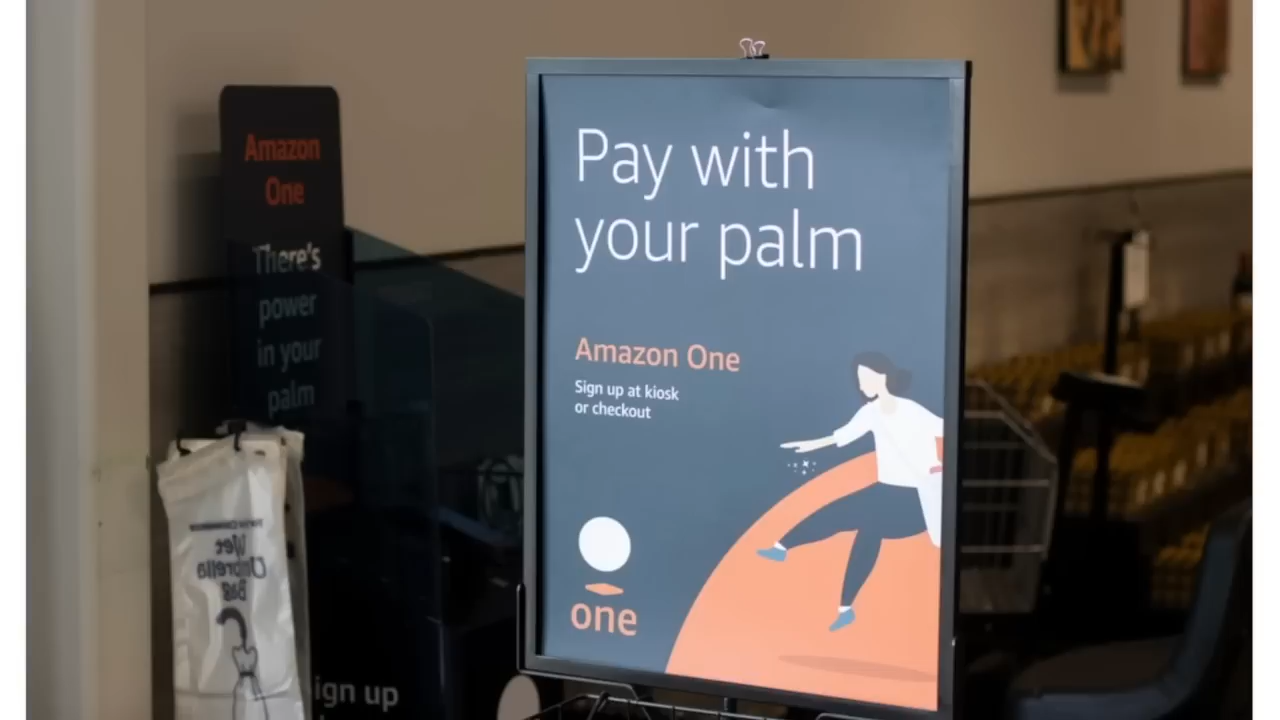 Amazon
One
There's
power
in your
palm
Pay with
your palm
Amazon One
Sign up at kiosk
or checkout
one
Wet
Umbrella
Bag
ign up